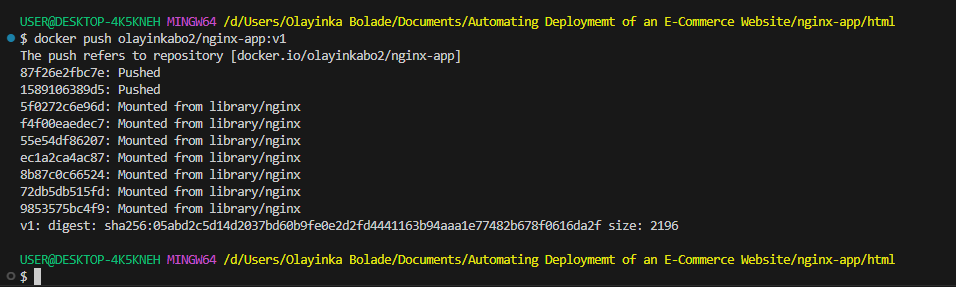 USER@DESKTOP-4K5KNEH MINGW64 /d/Users/Olayinka Bolade/Documents/Automating Deploymemt of an E-Commerce Website/nginx-app/html
$ docker push olayinkabo2/nginx-app:v1
The push refers to repository [docker.io/olayinkabo2/nginx-app]
87f26e2fbc7e: Pushed
1589106389d5: Pushed
5f0272c6e96d: Mounted from library/nginx
f4f00eaedec7: Mounted from library/nginx
55e54df86207: Mounted from library/nginx
ec1a2ca4ac87: Mounted from library/nginx
8b87c0c66524: Mounted from library/nginx
72db5db515fd: Mounted from library/nginx
9853575bc4f9: Mounted from library/nginx
v1: digest: sha256:05abd2c5d14d2037bd60b9fe0e2d2fd4441163b94aaa1e77482b678f0616da2f size: 2196
USER@DESKTOP-4K5KNEH MINGW64 /d/Users/Olayinka Bolade/Documents/Automating Deploymemt of an E-Commerce Website/nginx-app/html
$